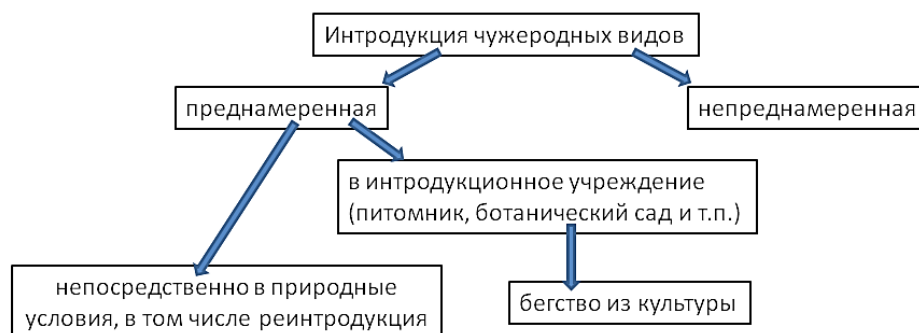 Интродукция чужеродных видов
преднамеренная
непреднамеренная
в интродукционное учреждение
(питомник, ботанический сад и т.п.)
непосредственно в природные
условия, в том числе реинтродукция
бегство из культуры